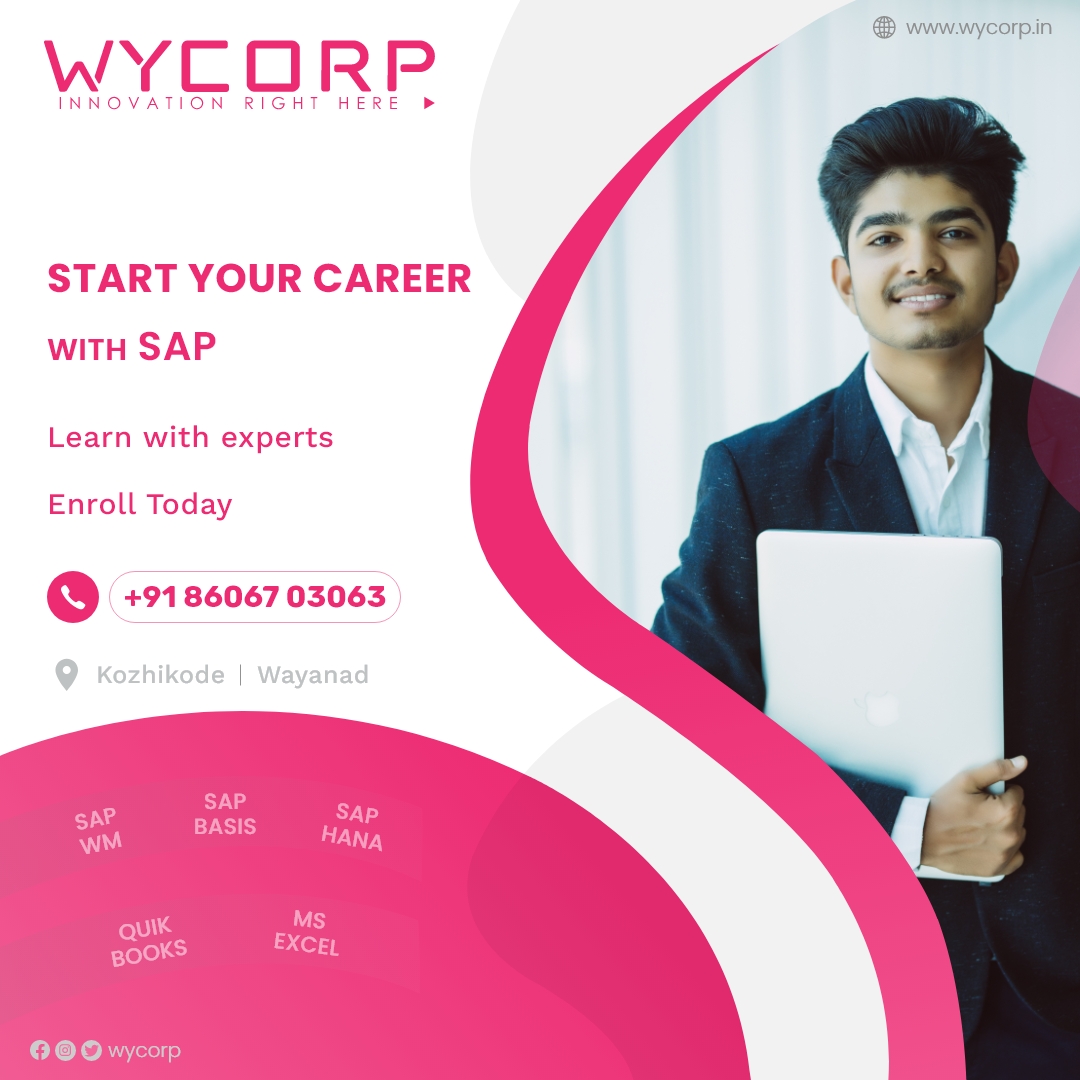 WYCORP
INNOVATION RIGHT HERE
www.wycorp.in
START YOUR CAREER
WITH SAP
Learn with experts
Enroll Today
+91 86067 03063
Kozhikode | Wayanad
SAP
WM
SAP
BASIS
SAP
HANA
QUIK
BOOKS
MS
EXCEL
wycorp